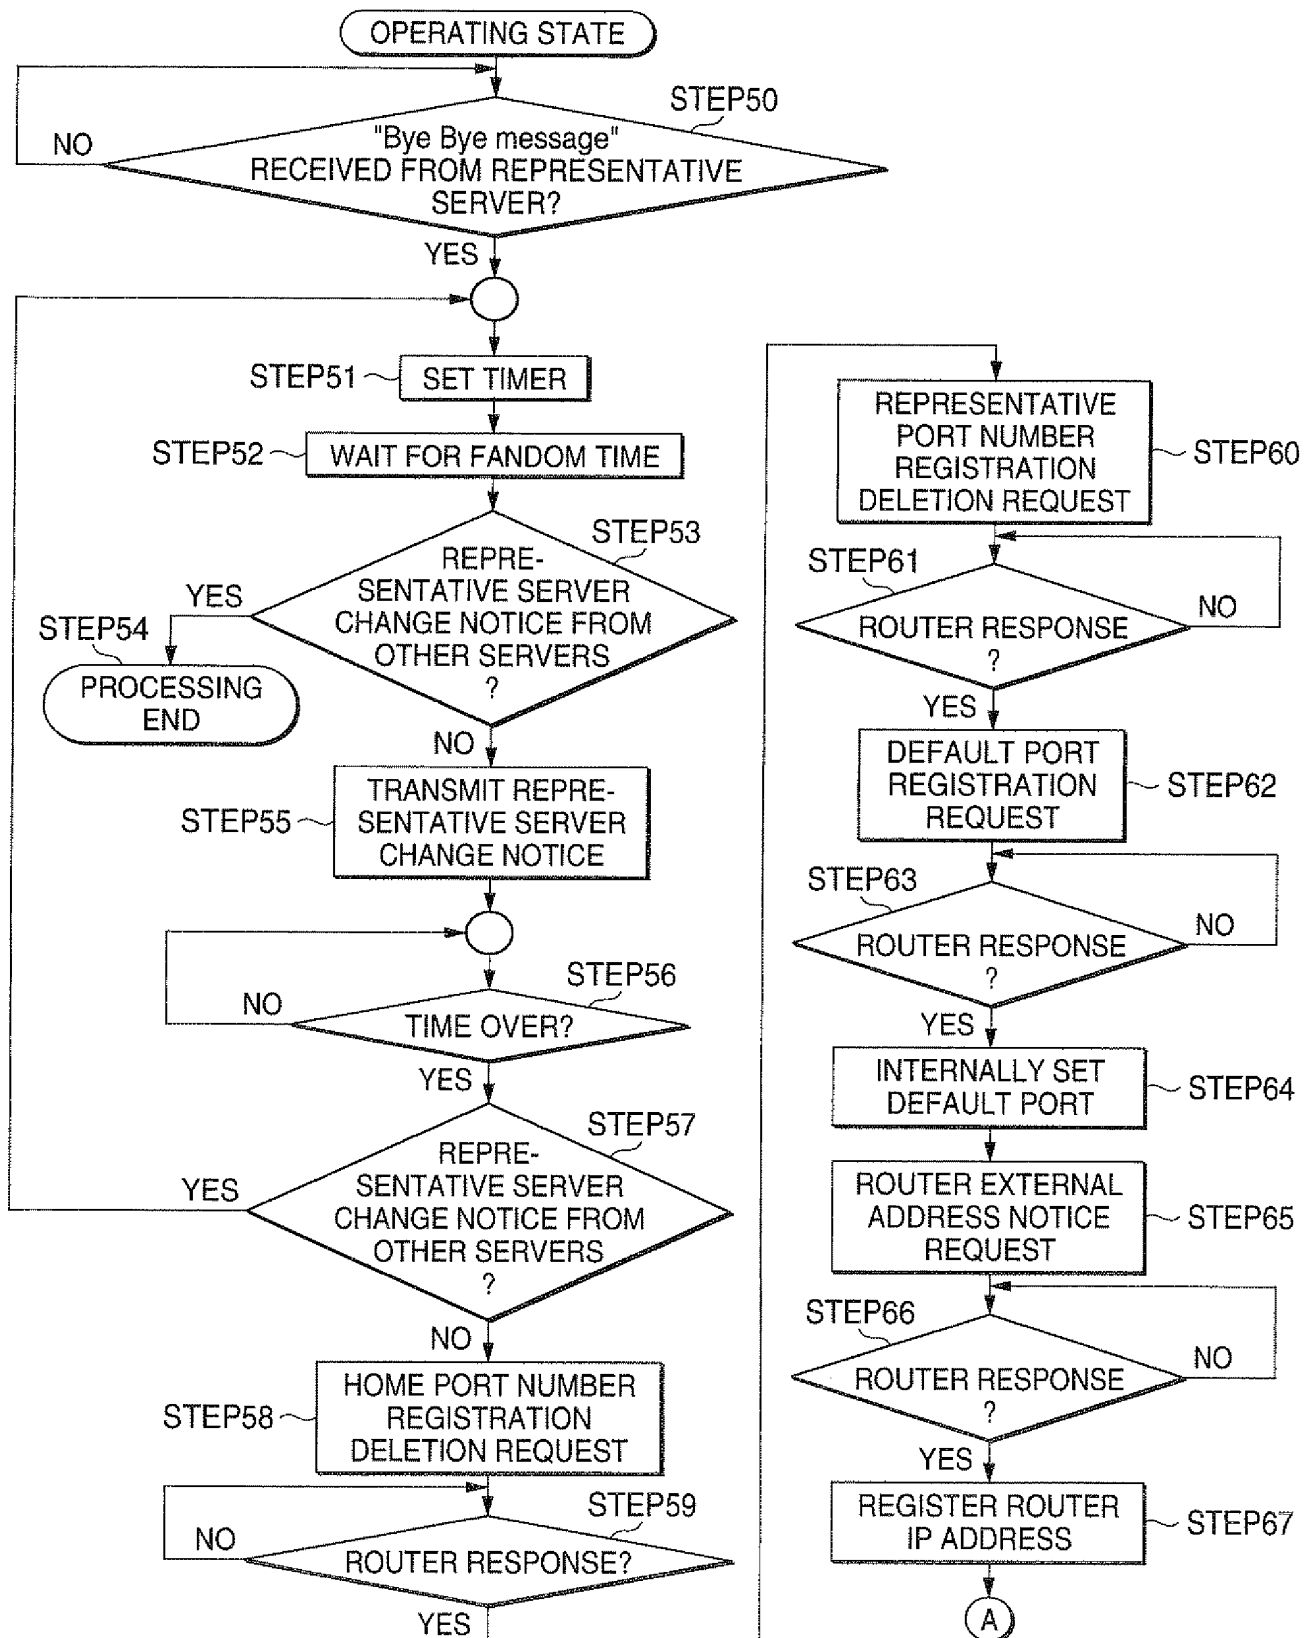 OPERATING STATE
STEP50
NO
"Bye Bye message"
RECEIVED FROM REPRESENTATIVE
SERVER?
YES
STEP51
SET TIMER
STEP52
WAIT FOR FANDOM TIME
STEP53
REPRE-
SENTATIVE SERVER
CHANGE NOTICE FROM
OTHER SERVERS
?
YES
STEP54
PROCESSING
END
NO
STEP55
TRANSMIT REPRE-
SENTATIVE SERVER
CHANGE NOTICE
STEP56
NO
TIME OVER?
YES
STEP57
REPRE-
SENTATIVE SERVER
CHANGE NOTICE FROM
OTHER SERVERS
?
YES
NO
STEP58
HOME PORT NUMBER
REGISTRATION
DELETION REQUEST
STEP59
NO
ROUTER RESPONSE?
YES
REPRESENTATIVE
PORT NUMBER
REGISTRATION
DELETION REQUEST
STEP60
STEP61
NO
ROUTER RESPONSE
?
YES
DEFAULT PORT
REGISTRATION
REQUEST
STEP62
STEP63
NO
ROUTER RESPONSE
?
YES
INTERNALLY SET
DEFAULT PORT
STEP64
ROUTER EXTERNAL
ADDRESS NOTICE
REQUEST
STEP65
STEP66
NO
ROUTER RESPONSE
?
YES
REGISTER ROUTER
IP ADDRESS
STEP67
A